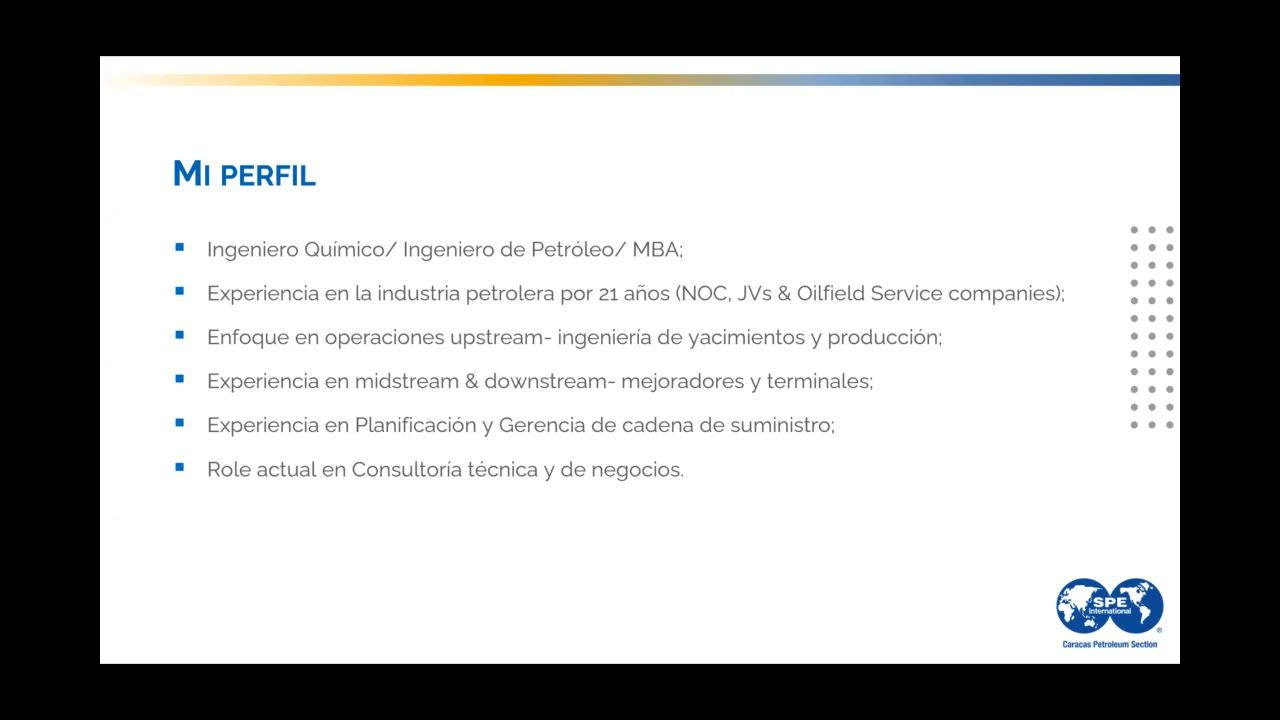 MI PERFIL
Ingeniero Químico/ Ingeniero de Petróleo/ MBA;
Experiencia en la industria petrolera por 21 años (NOC, JVs & Oilfield Service companies);
Enfoque en operaciones upstream- ingeniería de yacimientos y producción;
Experiencia en midstream & downstream- mejoradores y terminales;
Experiencia en Planificación y Gerencia de cadena de suministro;
Role actual en Consultoría técnica y de negocios.
SPE
International
®
Caracas Petroleum Section